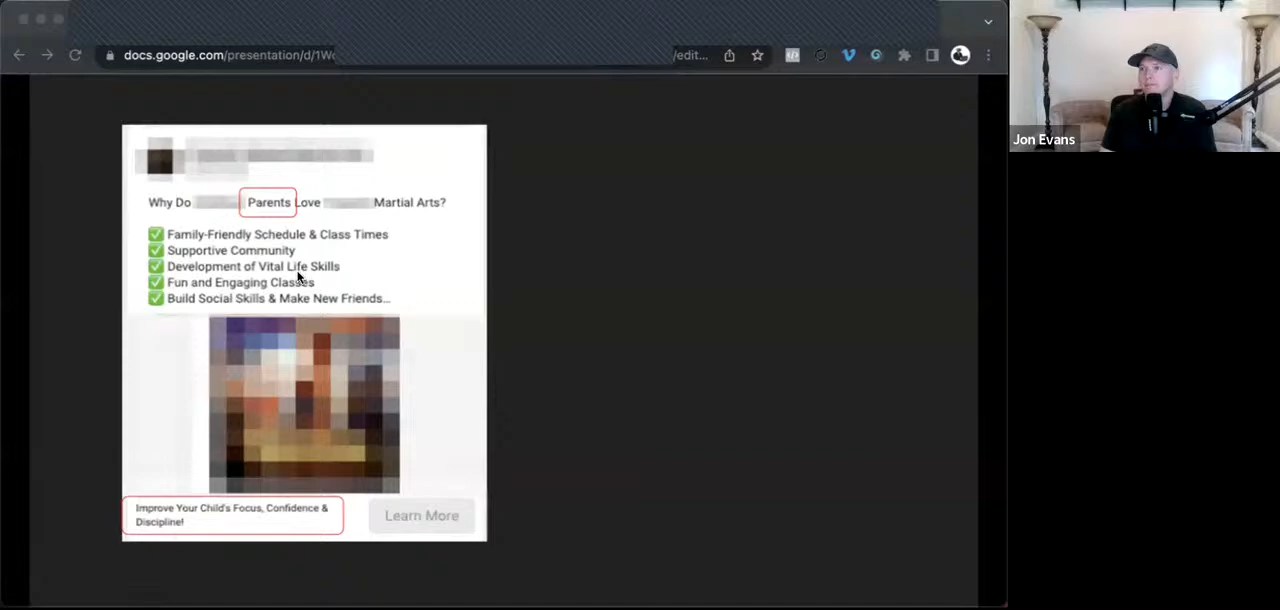 docs.google.com/presentation/d/1W
/edit...
Jon Evans
Why Do Parents Love Martial Arts?
✅ Family-Friendly Schedule & Class Times
✅ Supportive Community
✅ Development of Vital Life Skills
✅ Fun and Engaging Classes
✅ Build Social Skills & Make New Friends...
Improve Your Child's Focus, Confidence &
Discipline!
Learn More